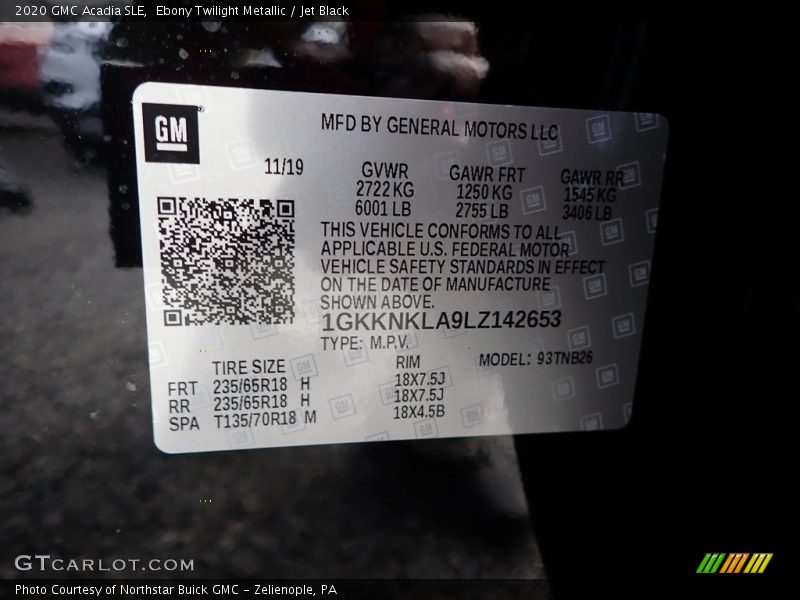 2020 GMC Acadia SLE,  Ebony Twilight Metallic / Jet Black
GM ®
MFD BY GENERAL MOTORS LLC
11/19
GVWR GAWR FRT GAWR RR
2722 KG 1250 KG 1545 KG
6001 LB 2755 LB 3406 LB
THIS VEHICLE CONFORMS TO ALL
APPLICABLE U.S. FEDERAL MOTOR
VEHICLE SAFETY STANDARDS IN EFFECT
ON THE DATE OF MANUFACTURE
SHOWN ABOVE.
1GKKNKLA9LZ142653
TYPE: M.P.V. MODEL: 93TNB26
TIRE SIZE RIM
FRT 235/65R18 H 18X7.5J
RR 235/65R18 H 18X7.5J
SPA T135/70R18 M 18X4.5B
GTCARLOT.COM
Photo Courtesy of Northstar Buick GMC - Zelienople, PA